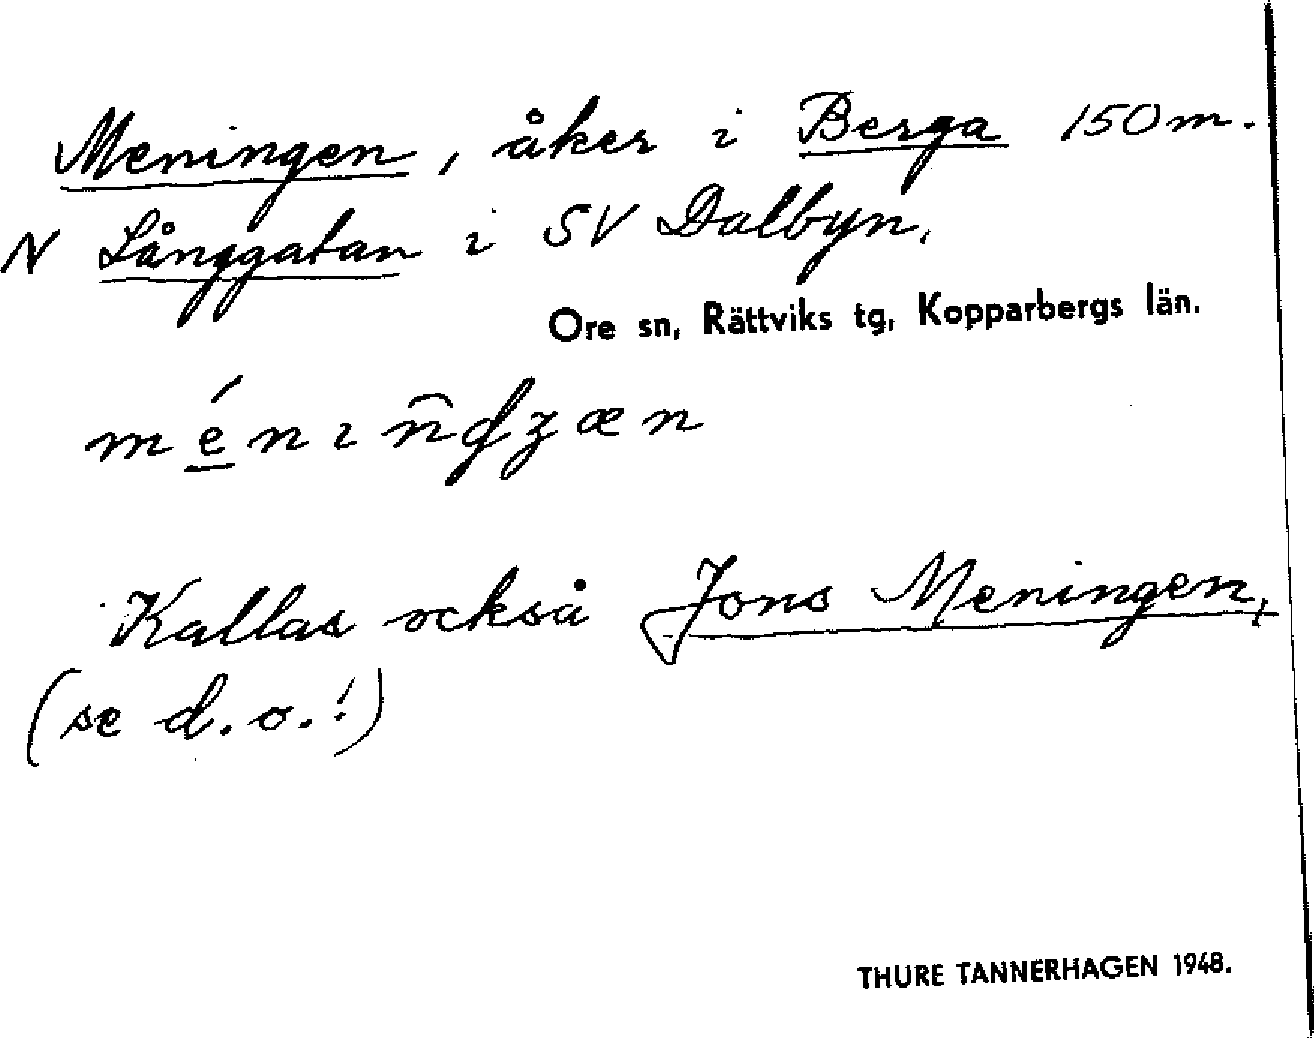 Meningen, åker i Berga 150 m.
N Långgatan i SV Dalbyn.
Ore sn, Rättviks tg, Kopparbergs län.
Kallas också Jons Meningen,
(se d.o.!)
THURE TANNERHAGEN 1948.